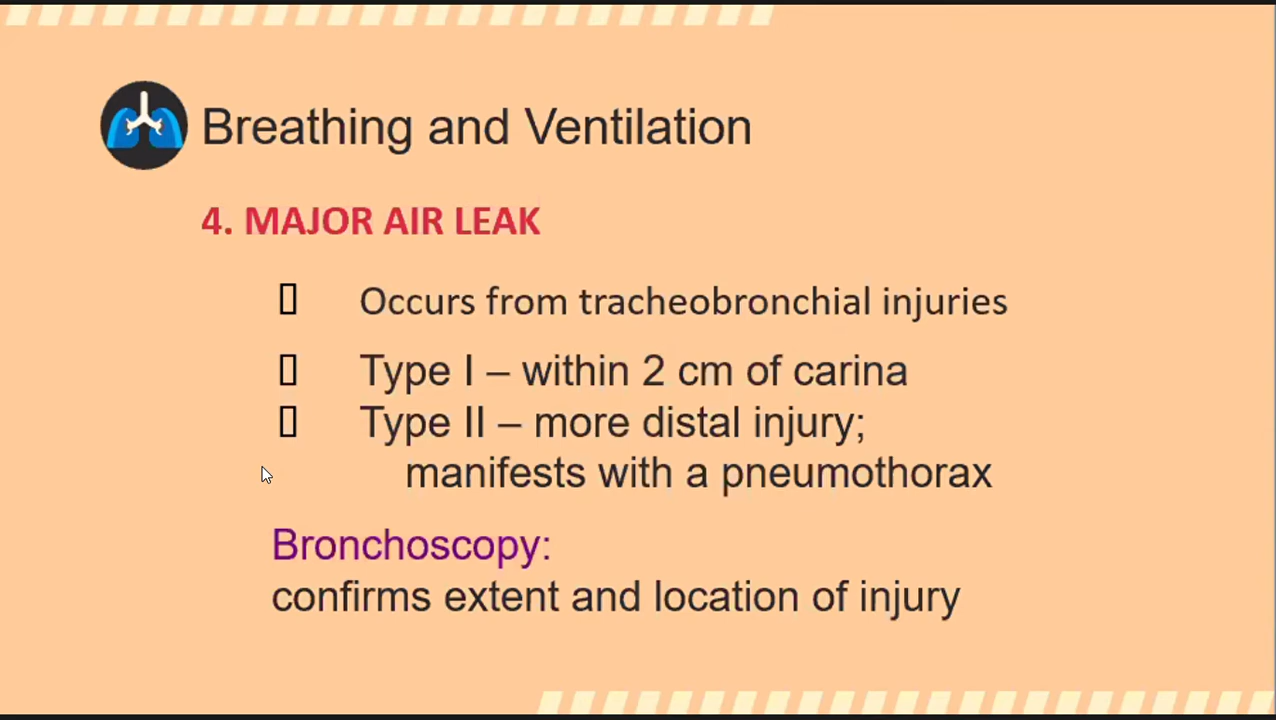 Breathing and Ventilation
4. MAJOR AIR LEAK
Occurs from tracheobronchial injuries
Type I – within 2 cm of carina
Type II – more distal injury;
manifests with a pneumothorax
Bronchoscopy:
confirms extent and location of injury